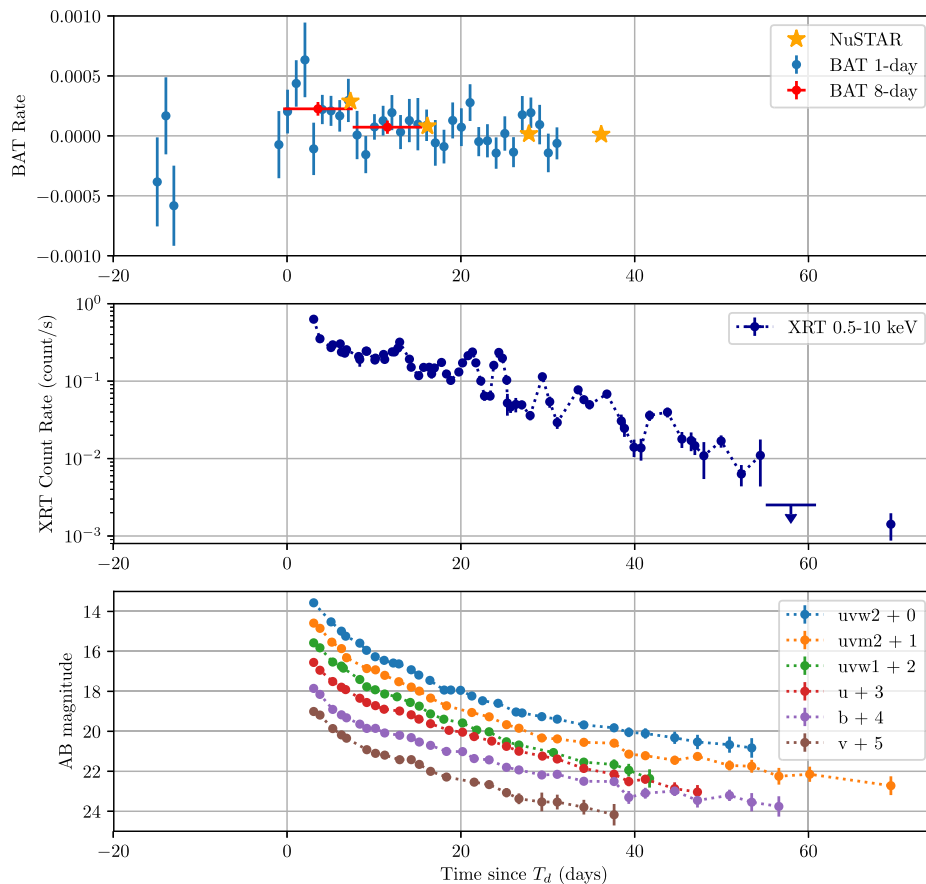 0.0010
0.0005
0.0000
−0.0005
−0.0010
BAT Rate
NuSTAR
BAT 1-day
BAT 8-day
−20 0 20 40 60
10⁰
10⁻¹
10⁻²
10⁻³
XRT Count Rate (count/s)
XRT 0.5-10 keV
−20 0 20 40 60
14
16
18
20
22
24
AB magnitude
uvw2 + 0
uvm2 + 1
uvw1 + 2
u + 3
b + 4
v + 5
−20 0 20 40 60
Time since T_d (days)